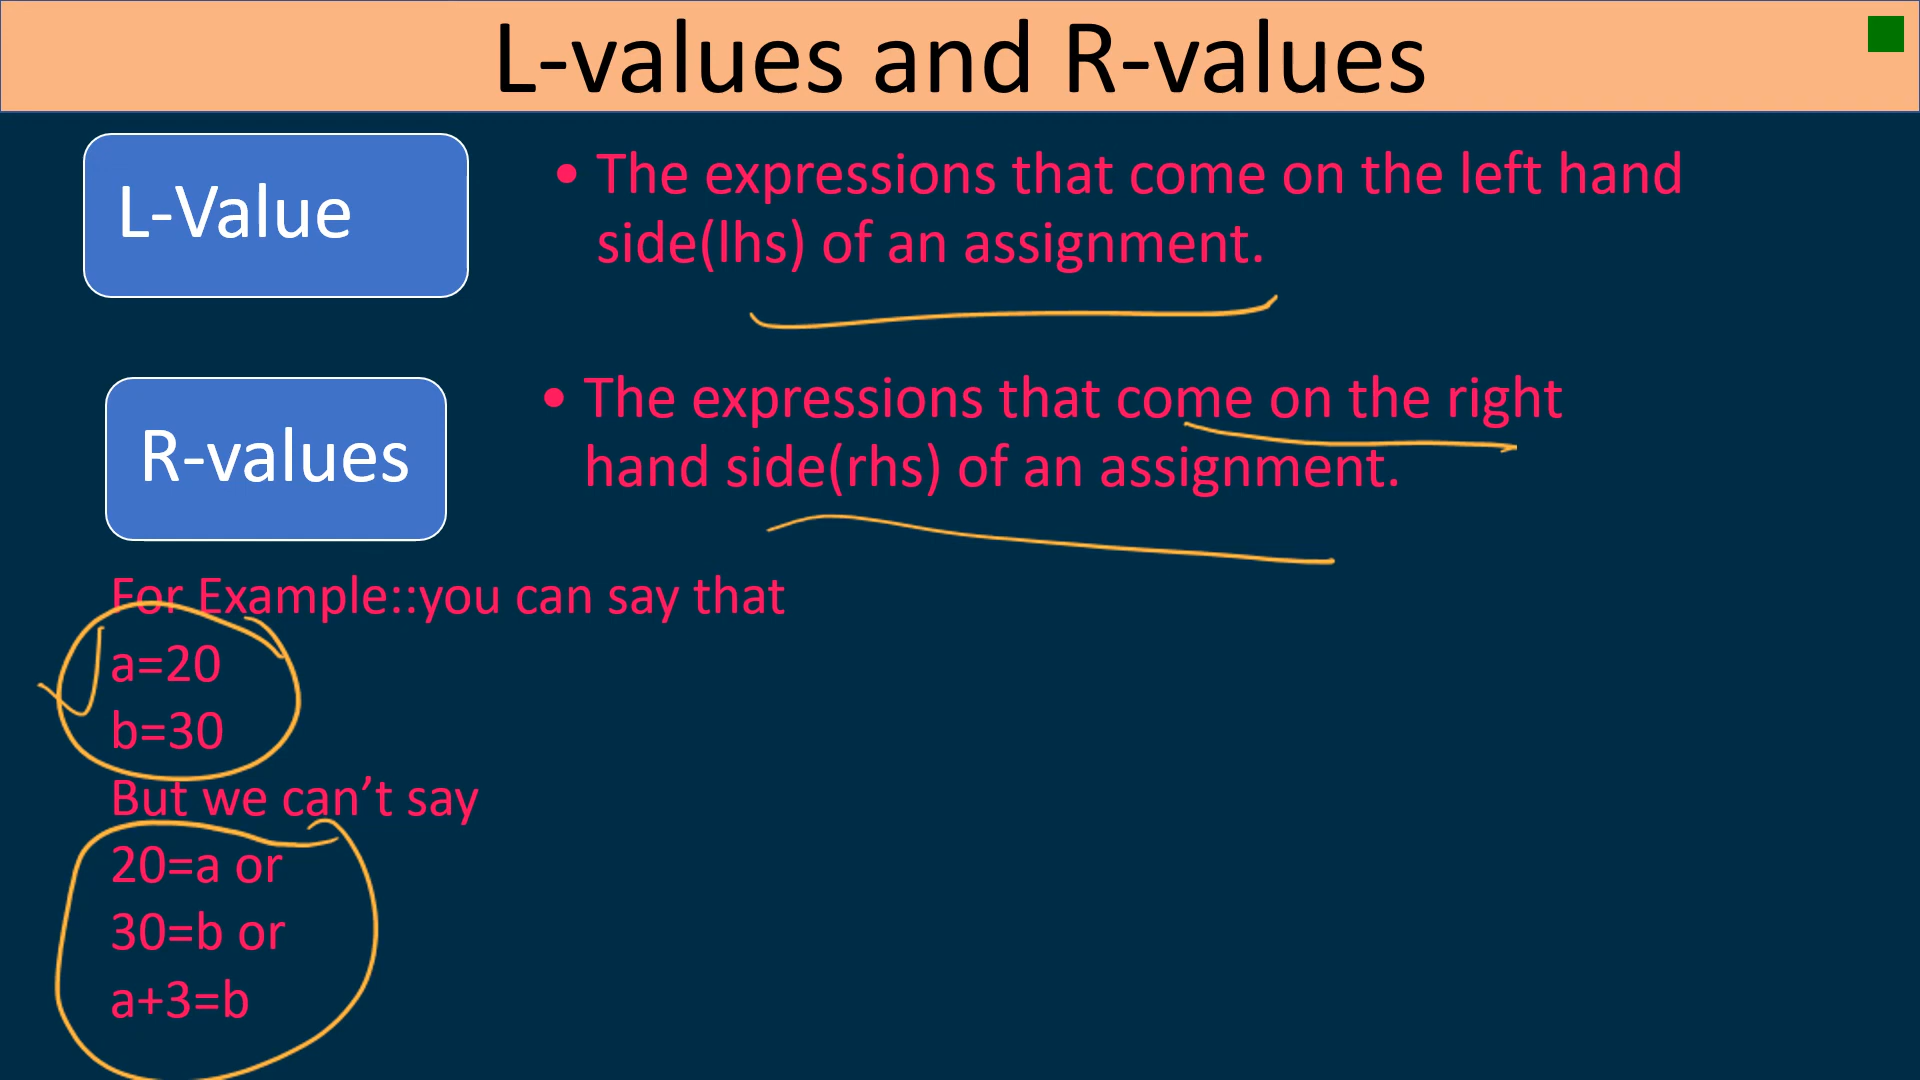 L-values and R-values
L-Value
• The expressions that come on the left hand
side(lhs) of an assignment.
R-values
• The expressions that come on the right
hand side(rhs) of an assignment.
For Example::you can say that
a=20
b=30
But we can’t say
20=a or
30=b or
a+3=b